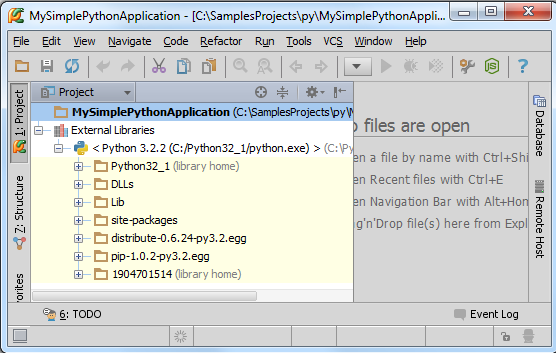 MySimplePythonApplication - [C:\SamplesProjects\py\MySimplePythonApplic...
File Edit View Navigate Code Refactor Run Tools VCS Window Help
Project
1: Project
MySimplePythonApplication (C:\SamplesProjects\py\
External Libraries
< Python 3.2.2 (C:/Python32_1/python.exe) > (C:\Py
Python32_1 (library home)
DLLs
Lib
site-packages
distribute-0.6.24-py3.2.egg
pip-1.0.2-py3.2.egg
1904701514 (library home)
files are open
en a file by name with Ctrl+Shi
en Recent files with Ctrl+E
en Navigation Bar with Alt+Hom
g'n'Drop file(s) here from Expl
7: Structure
orites
Database
Remote Host
6: TODO
Event Log